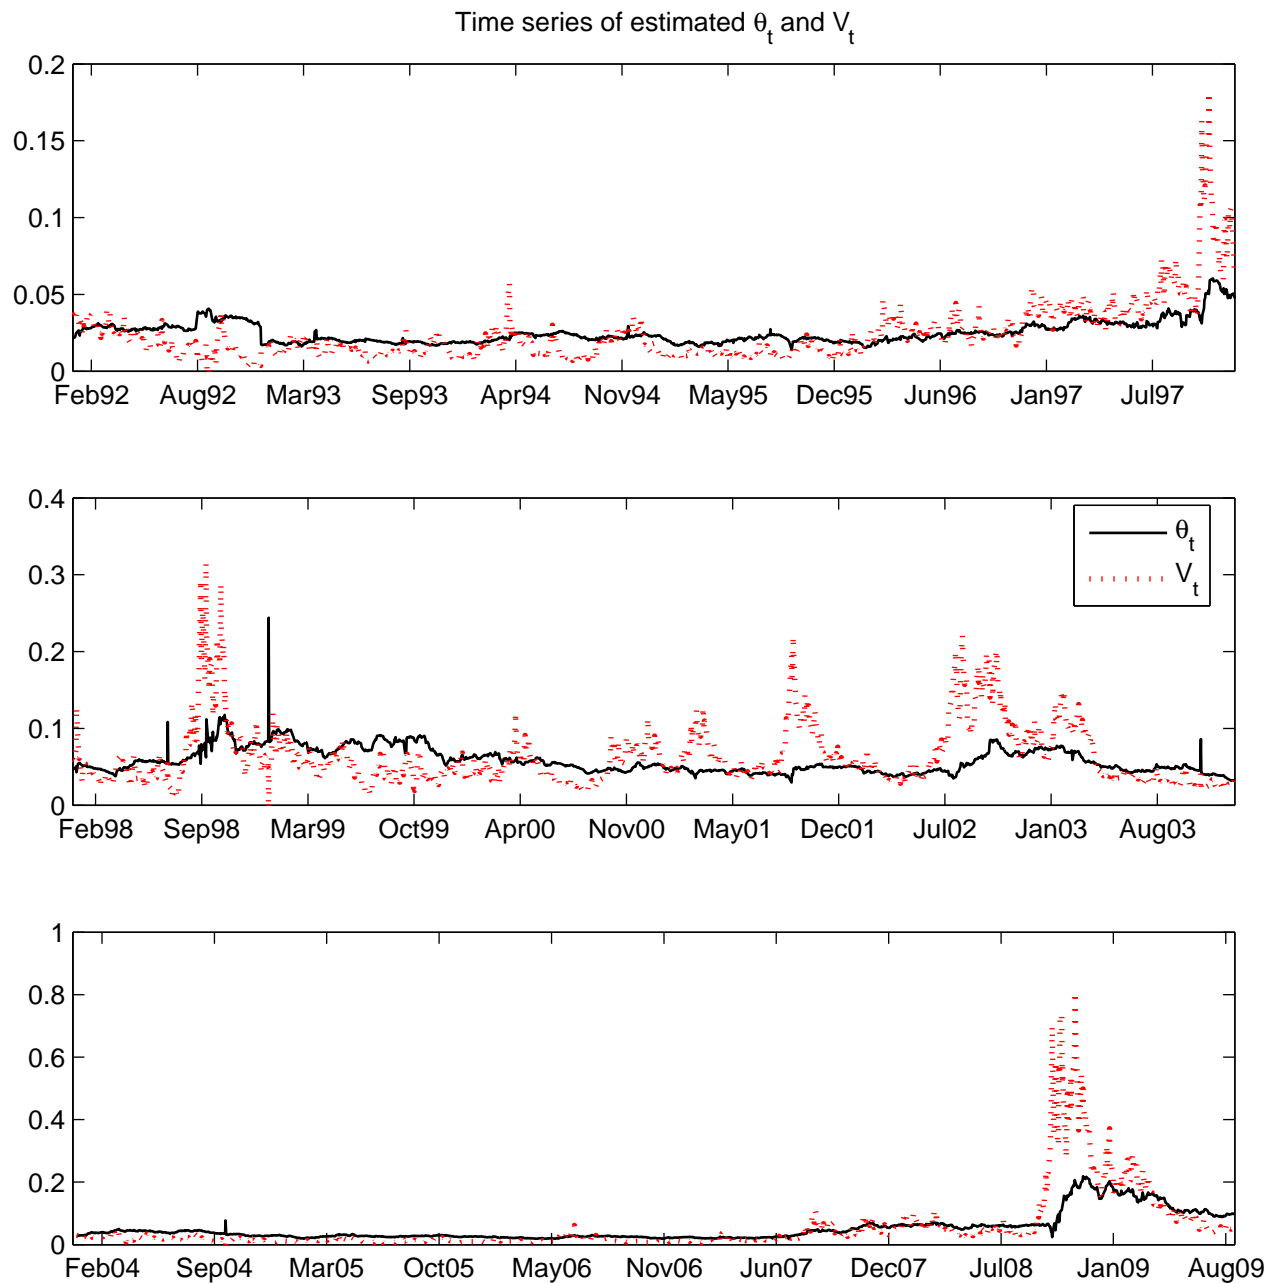 Time series of estimated θt and Vt
0.2
0.15
0.1
0.05
0
Feb92 Aug92 Mar93 Sep93 Apr94 Nov94 May95 Dec95 Jun96 Jan97 Jul97
0.4
0.3
0.2
0.1
0
θt
Vt
Feb98 Sep98 Mar99 Oct99 Apr00 Nov00 May01 Dec01 Jul02 Jan03 Aug03
1
0.8
0.6
0.4
0.2
0
Feb04 Sep04 Mar05 Oct05 May06 Nov06 Jun07 Dec07 Jul08 Jan09 Aug09